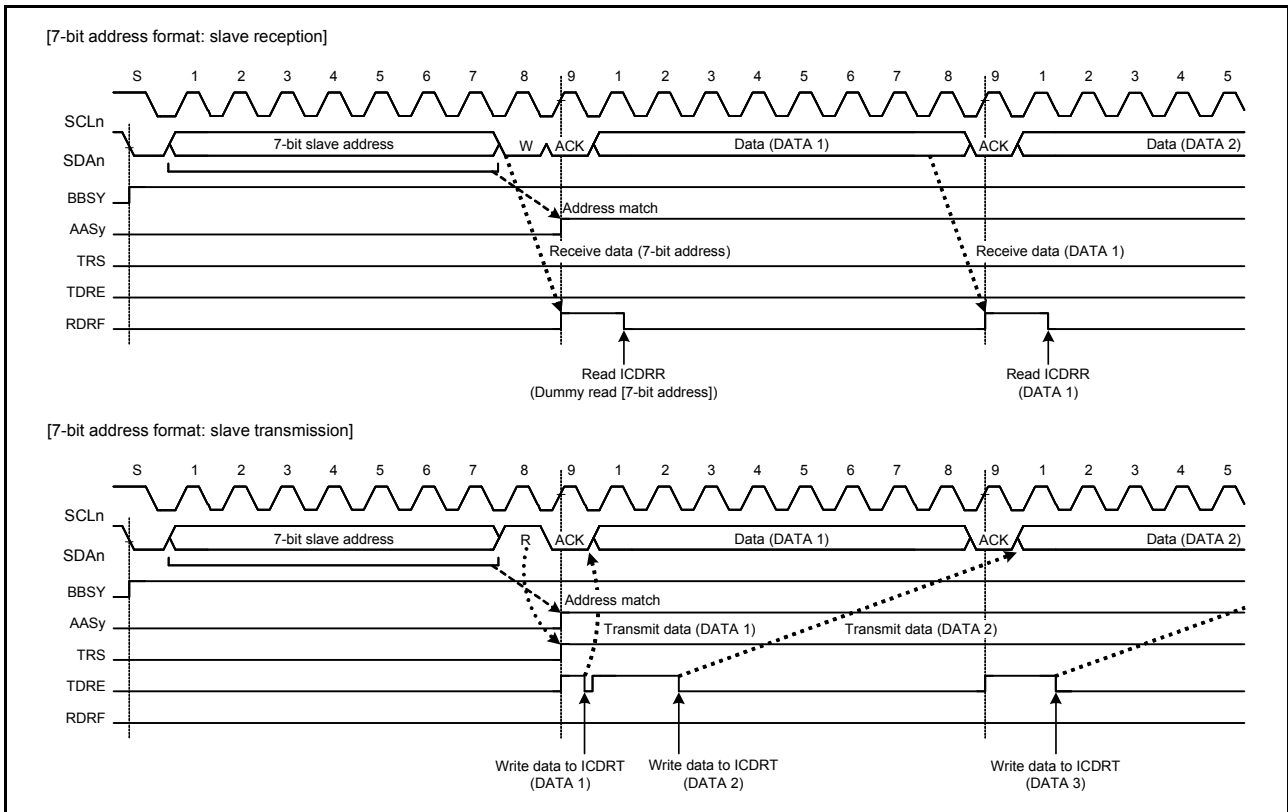 [7-bit address format: slave reception]
S 1 2 3 4 5 6 7 8 9 1 2 3 4 5 6 7 8 9 1 2 3 4 5
SCLn
7-bit slave address W ACK Data (DATA 1) ACK Data (DATA 2)
SDAn
BBSY
Address match
AASy
Receive data (7-bit address) Receive data (DATA 1)
TRS
TDRE
RDRF
Read ICDRR Read ICDRR
(Dummy read [7-bit address]) (DATA 1)
[7-bit address format: slave transmission]
S 1 2 3 4 5 6 7 8 9 1 2 3 4 5 6 7 8 9 1 2 3 4 5
SCLn
7-bit slave address R ACK Data (DATA 1) ACK Data (DATA 2)
SDAn
BBSY
Address match
AASy
Transmit data (DATA 1) Transmit data (DATA 2)
TRS
TDRE
RDRF
Write data to ICDRT Write data to ICDRT Write data to ICDRT
(DATA 1) (DATA 2) (DATA 3)